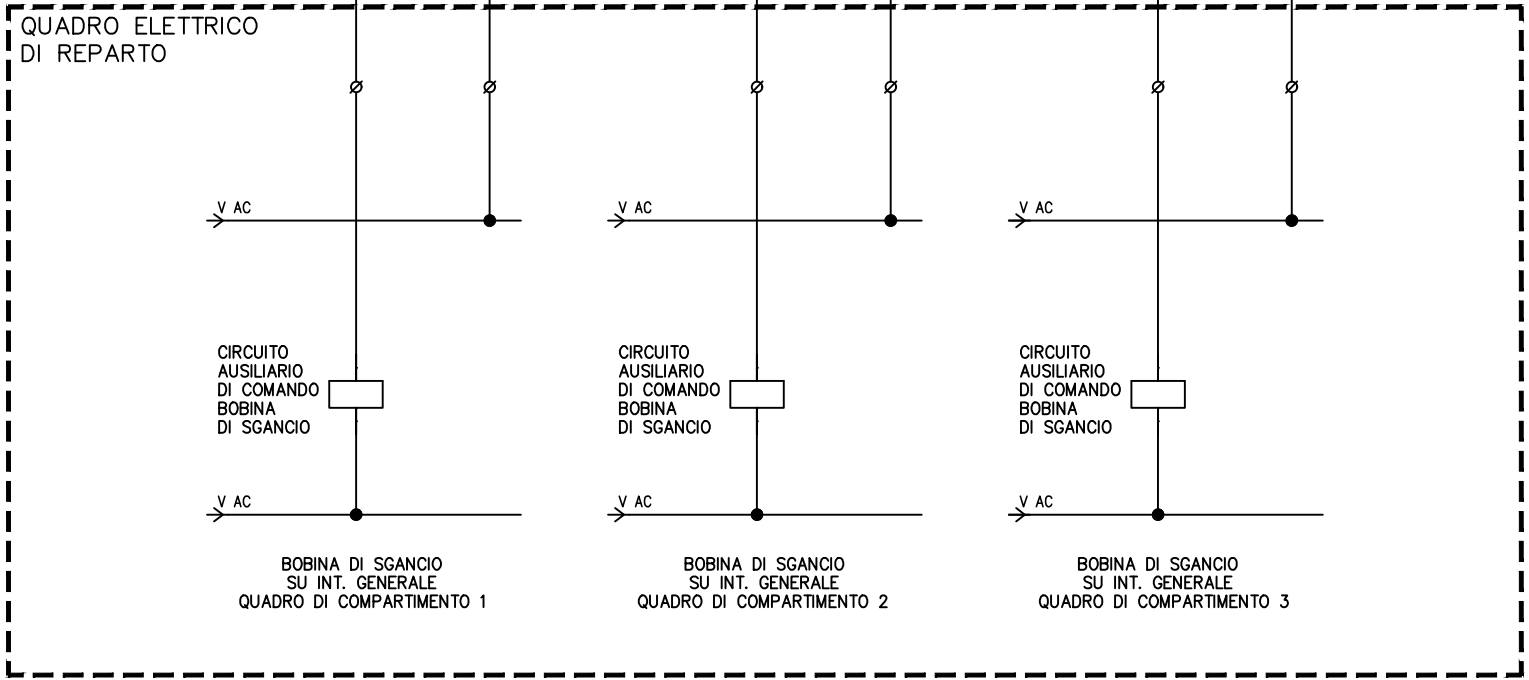 QUADRO ELETTRICO
DI REPARTO
V AC
V AC
V AC
CIRCUITO
AUSILIARIO
DI COMANDO
BOBINA
DI SGANCIO
CIRCUITO
AUSILIARIO
DI COMANDO
BOBINA
DI SGANCIO
CIRCUITO
AUSILIARIO
DI COMANDO
BOBINA
DI SGANCIO
V AC
V AC
V AC
BOBINA DI SGANCIO
SU INT. GENERALE
QUADRO DI COMPARTIMENTO 1
BOBINA DI SGANCIO
SU INT. GENERALE
QUADRO DI COMPARTIMENTO 2
BOBINA DI SGANCIO
SU INT. GENERALE
QUADRO DI COMPARTIMENTO 3